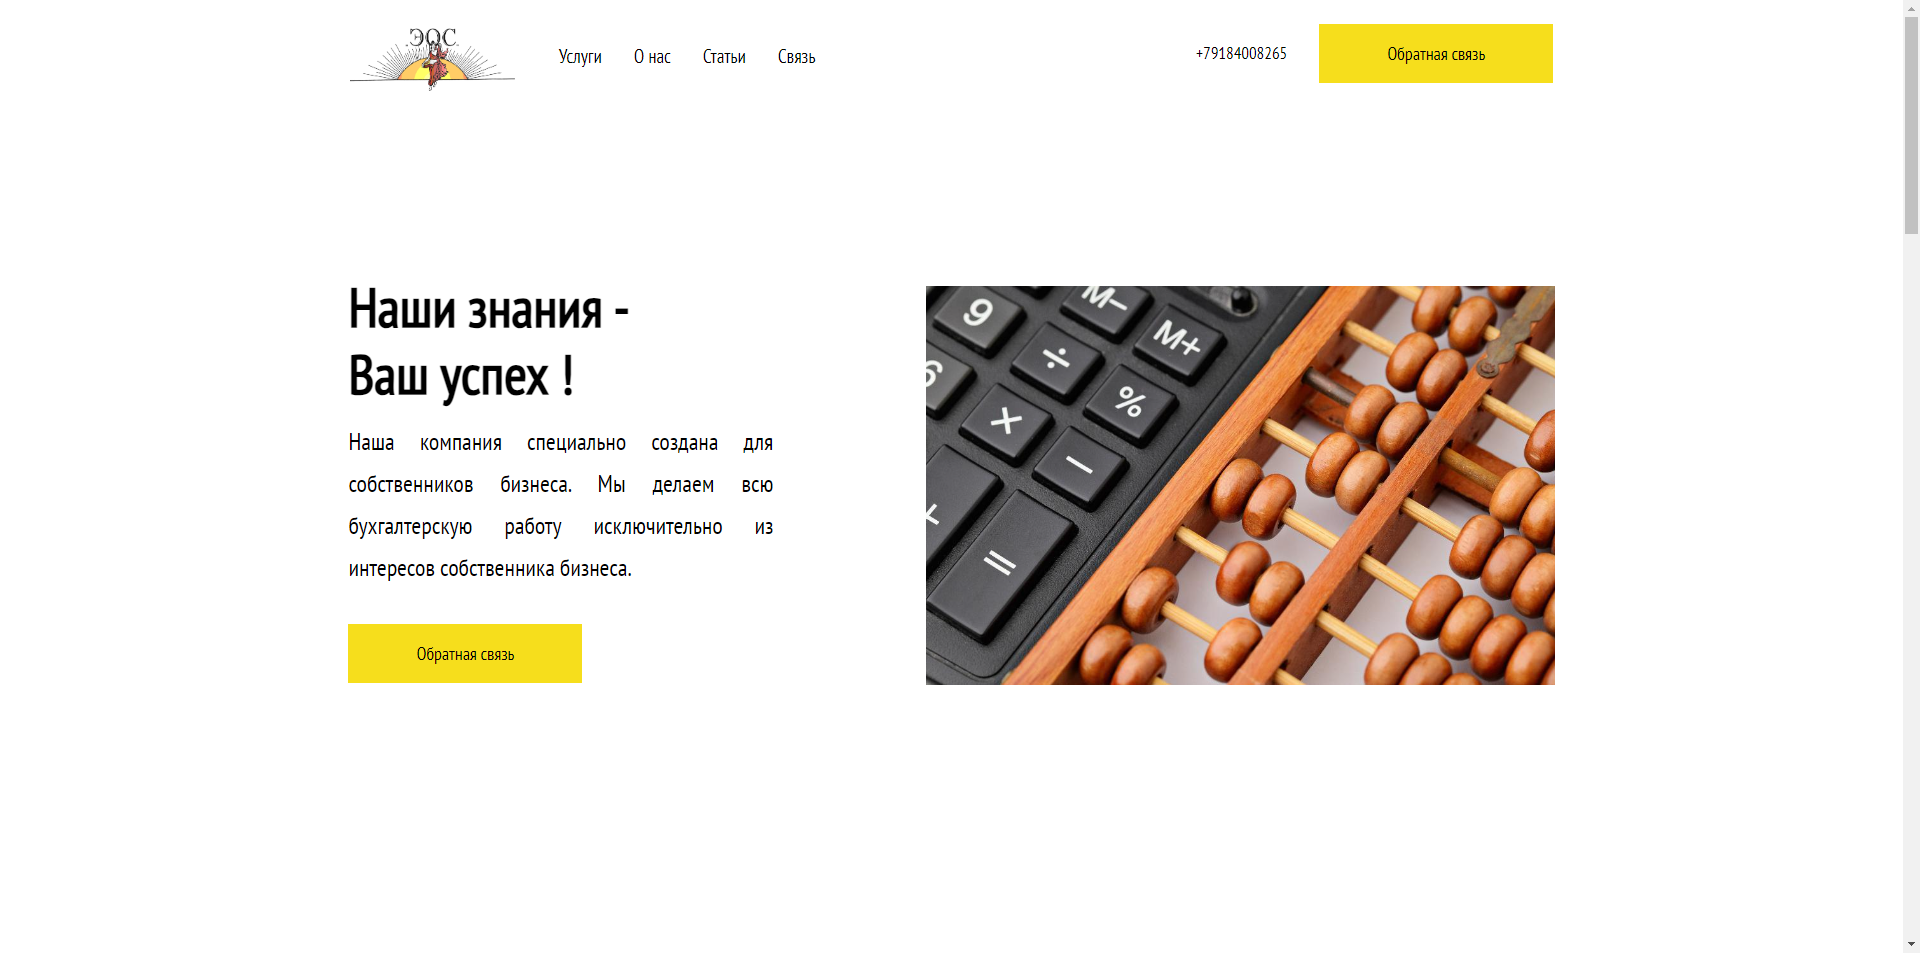 ЭОС
Услуги
О нас
Статьи
Связь
+79184008265
Обратная связь
Наши знания -
Ваш успех !
Наша компания специально создана для
собственников бизнеса. Мы делаем всю
бухгалтерскую работу исключительно из
интересов собственника бизнеса.
Обратная связь
9
M−
M+
6
÷
%
×
−
+
=